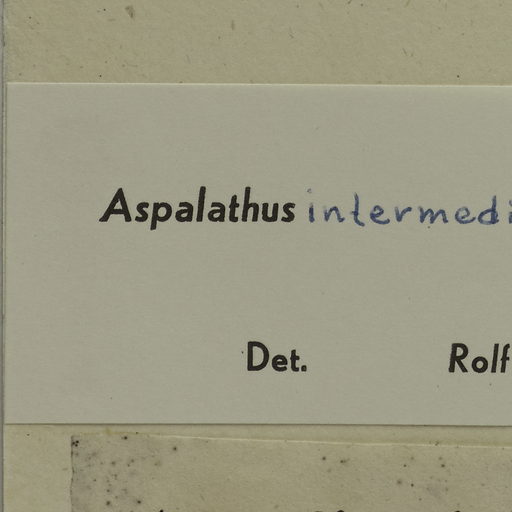 Aspalathus intermedi
Det. Rolf